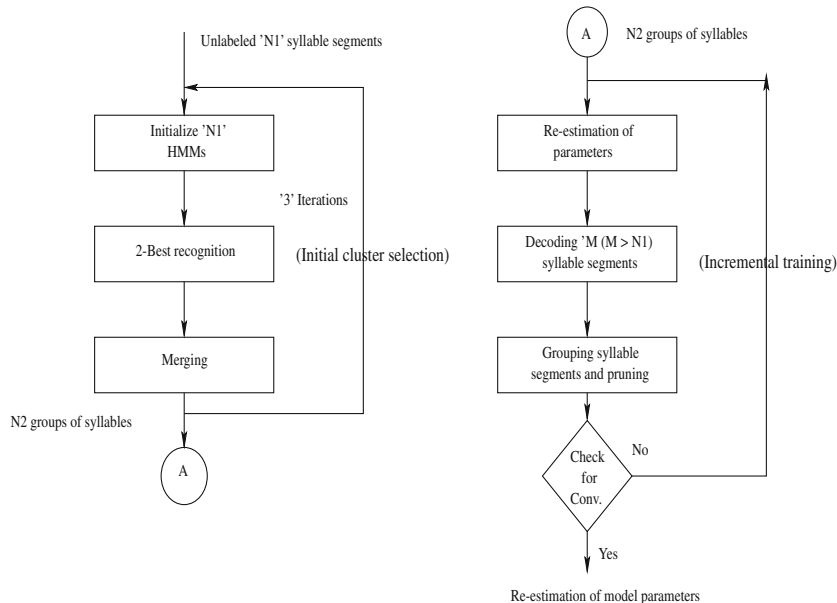 Unlabeled 'N1' syllable segments
Initialize 'N1'
HMMs
'3' Iterations
2-Best recognition
(Initial cluster selection)
Merging
N2 groups of syllables
A
A
N2 groups of syllables
Re-estimation of
parameters
Decoding 'M (M > N1)
syllable segments
(Incremental training)
Grouping syllable
segments and pruning
Check
for
Conv.
No
Yes
Re-estimation of model parameters